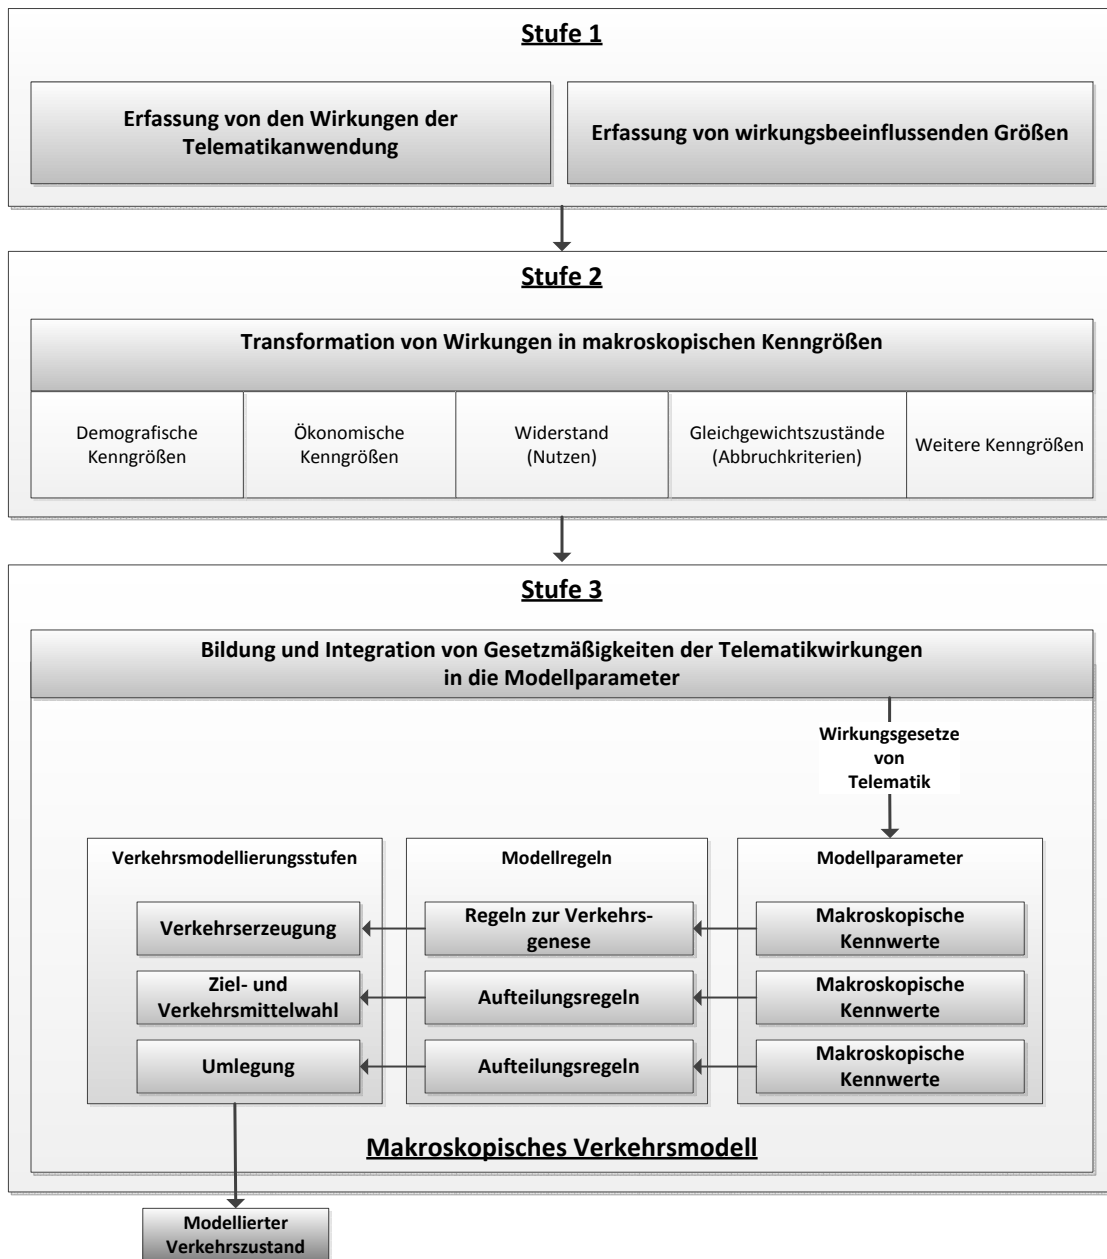 Stufe 1
Erfassung von den Wirkungen der
Telematikanwendung
Erfassung von wirkungsbeeinflussenden Größen
Stufe 2
Transformation von Wirkungen in makroskopischen Kenngrößen
Demografische
Kenngrößen
Ökonomische
Kenngrößen
Widerstand
(Nutzen)
Gleichgewichtszustände
(Abbruchkriterien)
Weitere Kenngrößen
Stufe 3
Bildung und Integration von Gesetzmäßigkeiten der Telematikwirkungen
in die Modellparameter
Wirkungsgesetze
von
Telematik
Verkehrsmodellierungsstufen
Modellregeln
Modellparameter
Verkehrserzeugung
Regeln zur Verkehrs-
genese
Makroskopische
Kennwerte
Ziel- und
Verkehrsmittelwahl
Aufteilungsregeln
Makroskopische
Kennwerte
Umlegung
Aufteilungsregeln
Makroskopische
Kennwerte
Makroskopisches Verkehrsmodell
Modellierter
Verkehrszustand